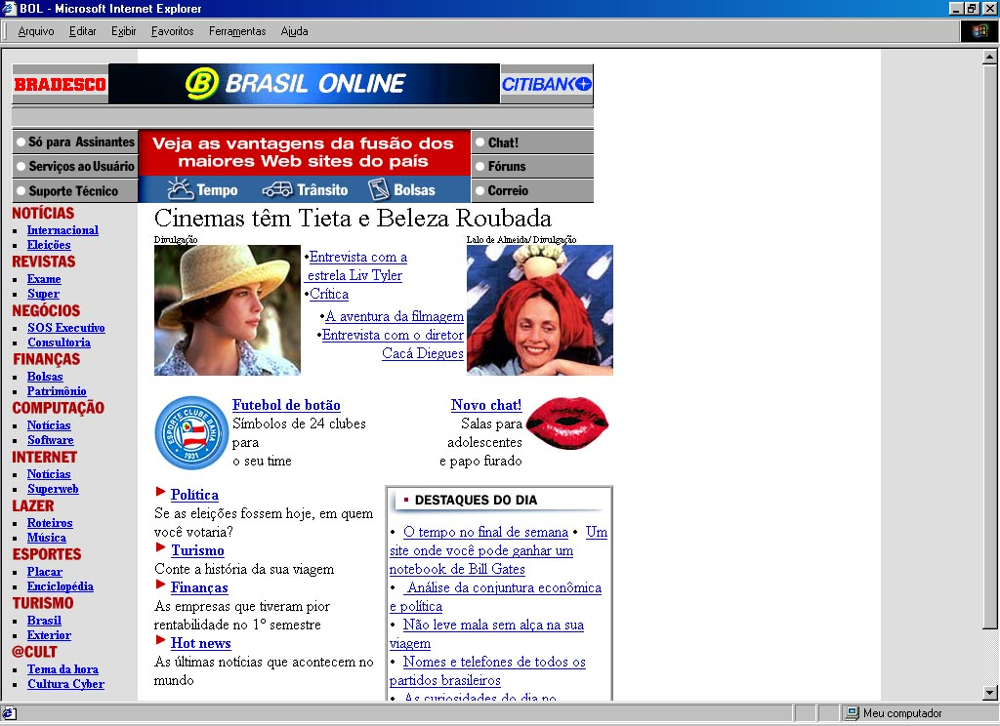 BOL - Microsoft Internet Explorer
Arquivo Editar Exibir Favoritos Ferramentas Ajuda
BRADESCO
BRASIL ONLINE
CITIBANK
Só para Assinantes
Serviços ao Usuário
Suporte Técnico
Veja as vantagens da fusão dos
maiores Web sites do país
Tempo Trânsito Bolsas
Chat!
Fóruns
Correio
NOTÍCIAS
Internacional
Eleições
REVISTAS
Exame
Super
NEGÓCIOS
SOS Executivo
Consultoria
FINANÇAS
Bolsas
Patrimônio
COMPUTAÇÃO
Notícias
Software
INTERNET
Notícias
Superweb
LAZER
Roteiros
Música
ESPORTES
Placar
Enciclopédia
TURISMO
Brasil
Exterior
@CULT
Tema da hora
Cultura Cyber
Cinemas têm Tieta e Beleza Roubada
Divulgação
•Entrevista com a
estrela Liv Tyler
•Crítica
•A aventura da filmagem
•Entrevista com o diretor
Cacá Diegues
Lalo de Almeida/ Divulgação
ESPORTE CLUBE BAHIA
1931
Futebol de botão
Símbolos de 24 clubes
para
o seu time
Novo chat!
Salas para
adolescentes
e papo furado
Política
Se as eleições fossem hoje, em quem
você votaria?
Turismo
Conte a história da sua viagem
Finanças
As empresas que tiveram pior
rentabilidade no 1º semestre
Hot news
As últimas notícias que acontecem no
mundo
DESTAQUES DO DIA
• O tempo no final de semana • Um
site onde você pode ganhar um
notebook de Bill Gates
• Análise da conjuntura econômica
e política
• Não leve mala sem alça na sua
viagem
• Nomes e telefones de todos os
partidos brasileiros
• As curiosidades do dia no
Meu computador